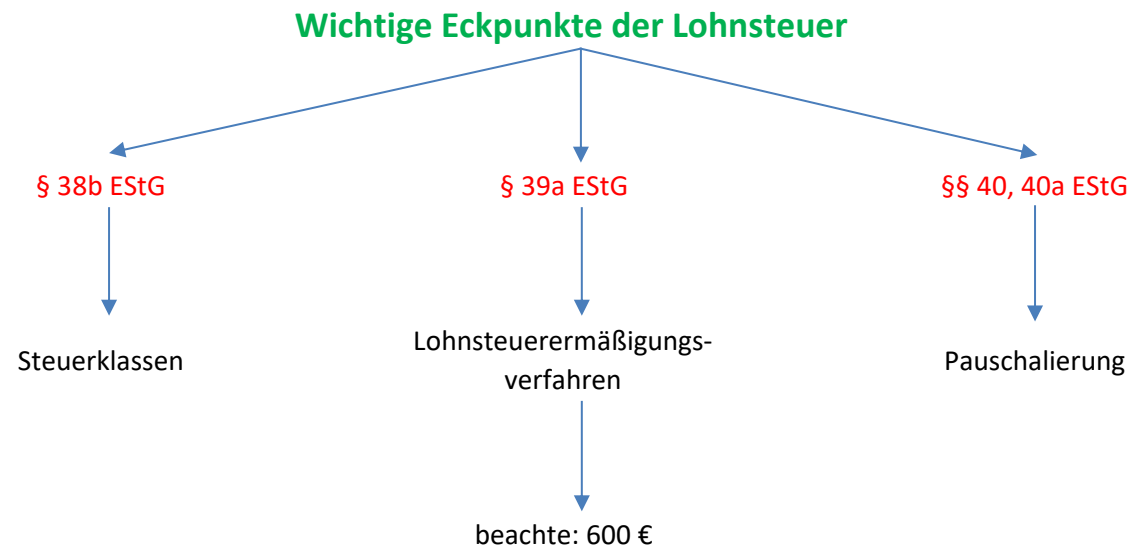 Wichtige Eckpunkte der Lohnsteuer
§ 38b EStG
§ 39a EStG
§§ 40, 40a EStG
Steuerklassen
Lohnsteuerermäßigungs-
verfahren
Pauschalierung
beachte: 600 €